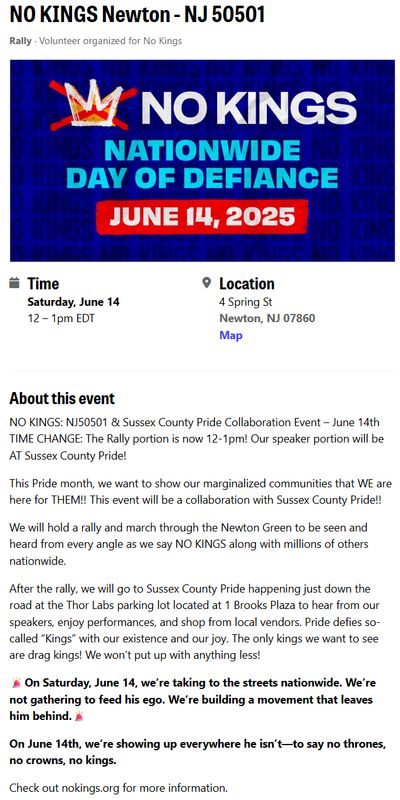 NO KINGS Newton - NJ 50501
Rally · Volunteer organized for No Kings
NO KINGS
NATIONWIDE
DAY OF DEFIANCE
JUNE 14, 2025
Time
Saturday, June 14
12 – 1pm EDT
Location
4 Spring St
Newton, NJ 07860
Map
About this event
NO KINGS: NJ50501 & Sussex County Pride Collaboration Event – June 14th
TIME CHANGE: The Rally portion is now 12-1pm! Our speaker portion will be
AT Sussex County Pride!
This Pride month, we want to show our marginalized communities that WE are
here for THEM!! This event will be a collaboration with Sussex County Pride!!
We will hold a rally and march through the Newton Green to be seen and
heard from every angle as we say NO KINGS along with millions of others
nationwide.
After the rally, we will go to Sussex County Pride happening just down the
road at the Thor Labs parking lot located at 1 Brooks Plaza to hear from our
speakers, enjoy performances, and shop from local vendors. Pride defies so-
called “Kings” with our existence and our joy. The only kings we want to see
are drag kings! We won’t put up with anything less!
🚨 On Saturday, June 14, we’re taking to the streets nationwide. We’re
not gathering to feed his ego. We’re building a movement that leaves
him behind. 🚨
On June 14th, we’re showing up everywhere he isn’t—to say no thrones,
no crowns, no kings.
Check out nokings.org for more information.